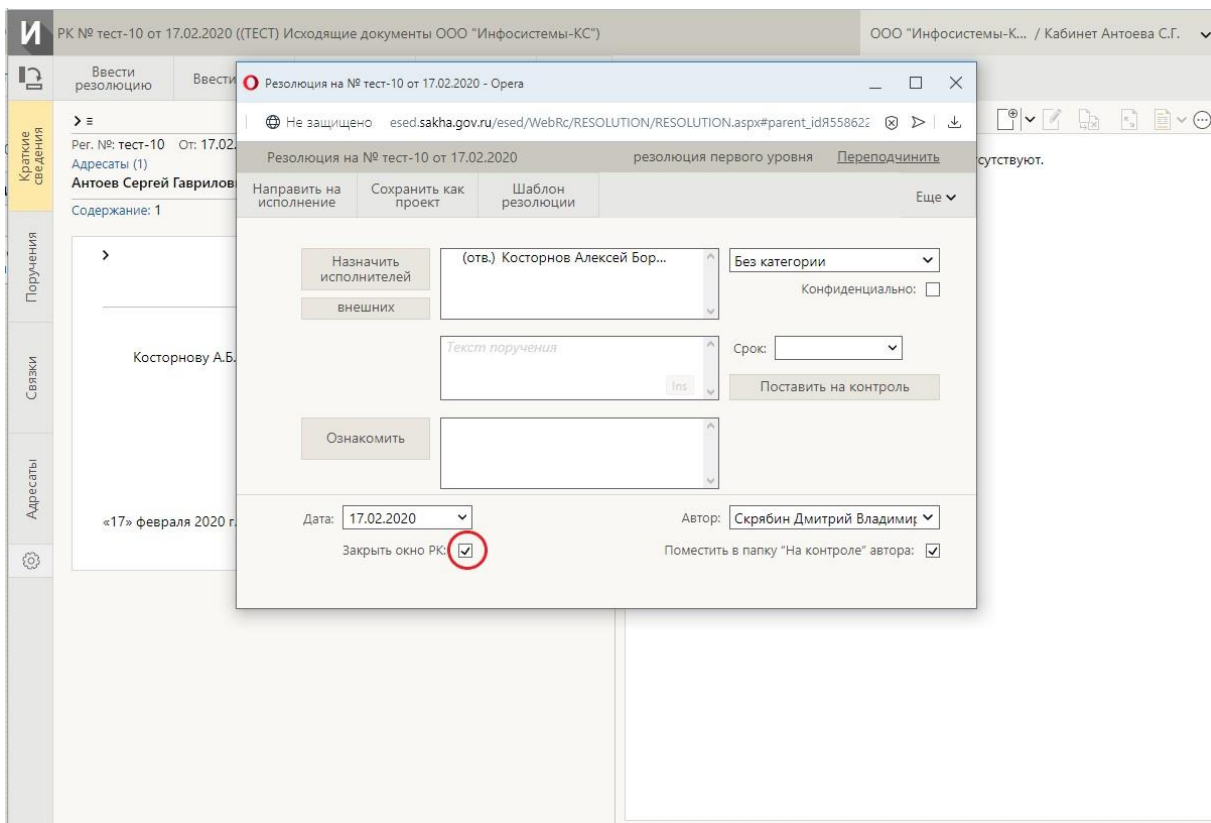 И
РК № тест-10 от 17.02.2020 ((ТЕСТ) Исходящие документы ООО "Инфосистемы-КС")
ООО "Инфосистемы-К... / Кабинет Антоева С.Г.
Ввести
резолюцию
Ввести
Краткие
сведения
Поручения
Связки
Адресаты
Рег. №: тест-10 От: 17.02.
Адресаты (1)
Антоев Сергей Гаврилов
Содержание: 1
Косторнову А.Б.
«17» февраля 2020 г.
сутствуют.
Резолюция на № тест-10 от 17.02.2020 - Opera
Не защищено esed.sakha.gov.ru/esed/WebRc/RESOLUTION/RESOLUTION.aspx#parent_idЯ558622
Резолюция на № тест-10 от 17.02.2020 резолюция первого уровня Переподчинить
Направить на
исполнение
Сохранить как
проект
Шаблон
резолюции
Еще
Назначить
исполнителей
внешних
(отв.) Косторнов Алексей Бор...
Без категории
Конфиденциально:
Текст поручения
Ins
Срок:
Поставить на контроль
Ознакомить
Дата: 17.02.2020
Автор: Скрябин Дмитрий Владимир
Закрыть окно РК:
Поместить в папку "На контроле" автора: